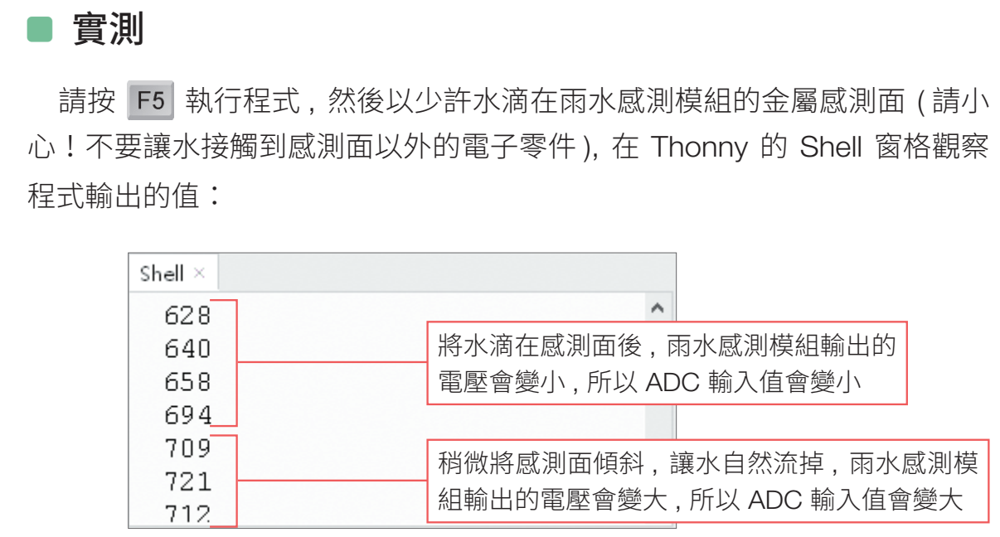 實測
請按 F5 執行程式，然後以少許水滴在雨水感測模組的金屬感測面 (請小
心！不要讓水接觸到感測面以外的電子零件), 在 Thonny 的 Shell 窗格觀察
程式輸出的值：
Shell ×
628
640
658
694
將水滴在感測面後，雨水感測模組輸出的
電壓會變小，所以 ADC 輸入值會變小
709
721
712
稍微將感測面傾斜，讓水自然流掉，雨水感測模
組輸出的電壓會變大，所以 ADC 輸入值會變大